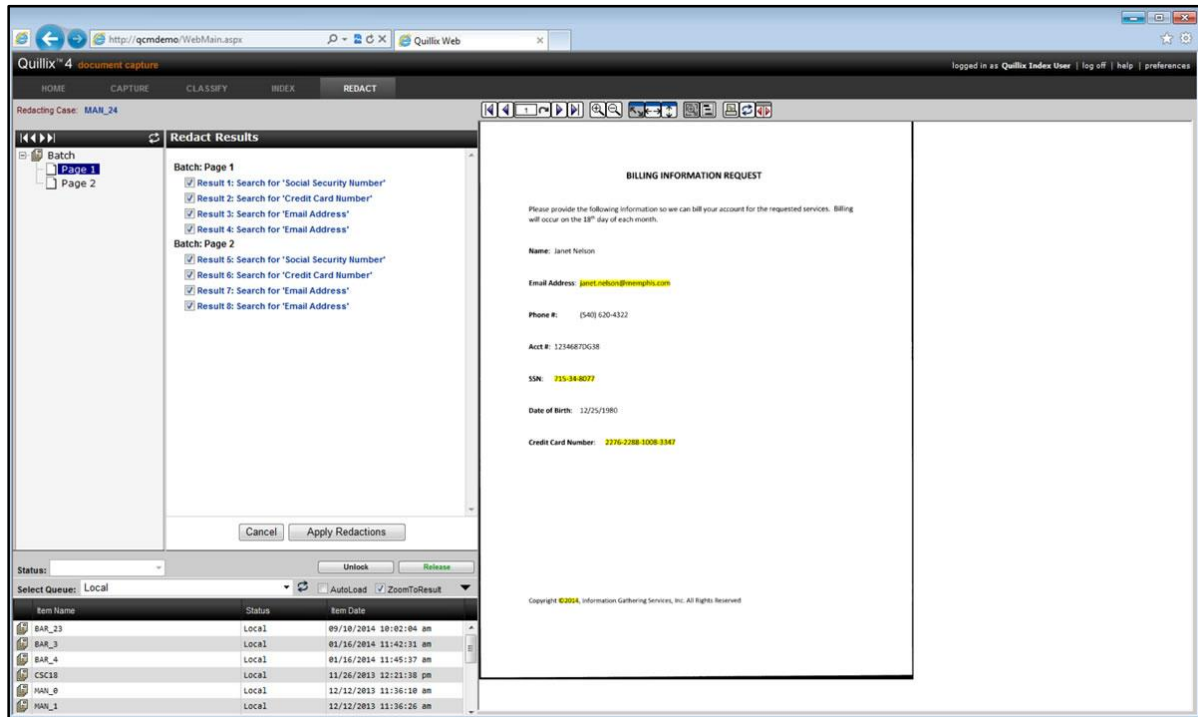 http://qcmdemo/WebMain.aspx
Quillix Web
Quillix™ 4 document capture
logged in as Quillix Index User | log off | help | preferences
HOME CAPTURE CLASSIFY INDEX REDACT
Redacting Case: MAN_24
1
Batch
Page 1
Page 2
Redact Results
Batch: Page 1
Result 1: Search for 'Social Security Number'
Result 2: Search for 'Credit Card Number'
Result 3: Search for 'Email Address'
Result 4: Search for 'Email Address'
Batch: Page 2
Result 5: Search for 'Social Security Number'
Result 6: Search for 'Credit Card Number'
Result 7: Search for 'Email Address'
Result 8: Search for 'Email Address'
Cancel Apply Redactions
Status: Unlock Release
Select Queue: Local AutoLoad ZoomToResult
Item Name Status Item Date
BAR_23 Local 09/10/2014 10:02:04 am
BAR_3 Local 01/16/2014 11:42:31 am
BAR_4 Local 01/16/2014 11:45:37 am
CSC18 Local 11/26/2013 12:21:38 pm
MAN_0 Local 12/12/2013 11:36:10 am
MAN_1 Local 12/12/2013 11:36:26 am
BILLING INFORMATION REQUEST
Please provide the following information so we can bill your account for the requested services. Billing
will occur on the 18th day of each month.
Name: Janet Nelson
Email Address: janet.nelson@memphis.com
Phone #: (540) 620-4322
Acct #: 1234687DG38
SSN: 215-34-8077
Date of Birth: 12/25/1980
Credit Card Number: 2276-2288-3008-3347
Copyright ©2014, Information Gathering Services, Inc. All Rights Reserved